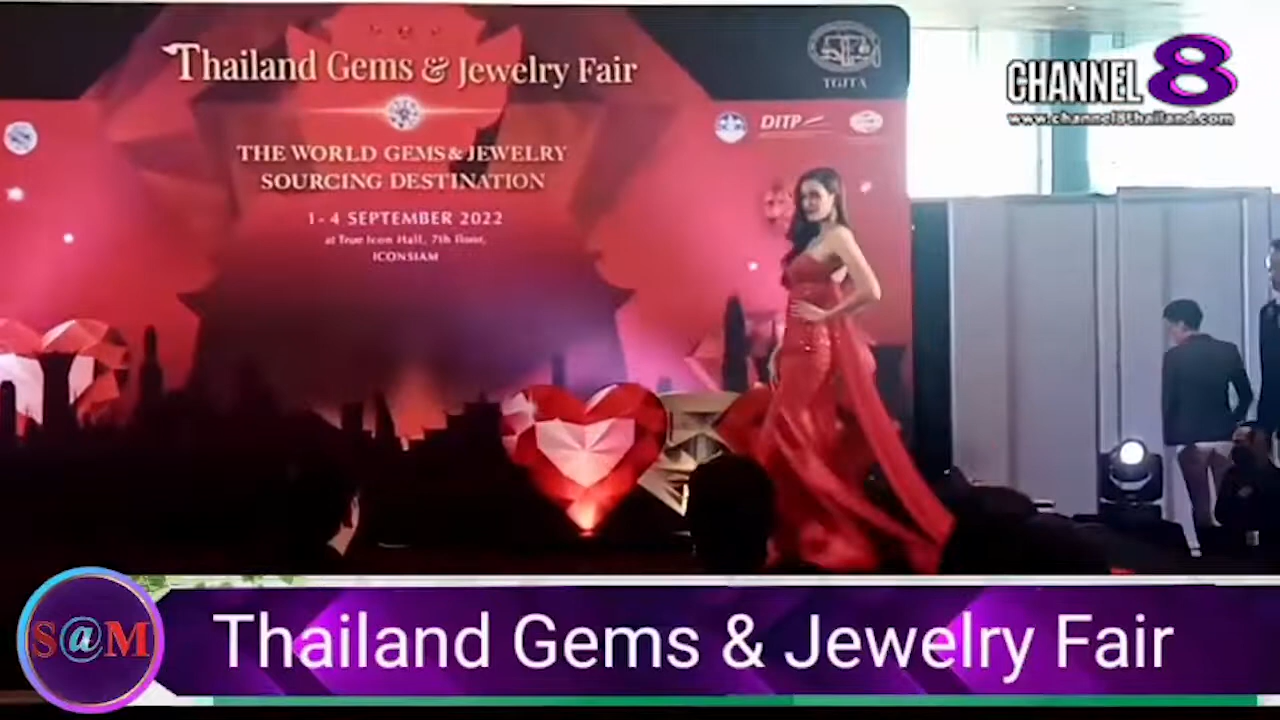 Thailand Gems & Jewelry Fair
TGJTA
CHANNEL 8
www.channel8thailand.com
DITP
THE WORLD GEMS & JEWELRY
SOURCING DESTINATION
1-4 SEPTEMBER 2022
at True Icon Hall, 7th floor,
ICONSIAM
S@M
Thailand Gems & Jewelry Fair